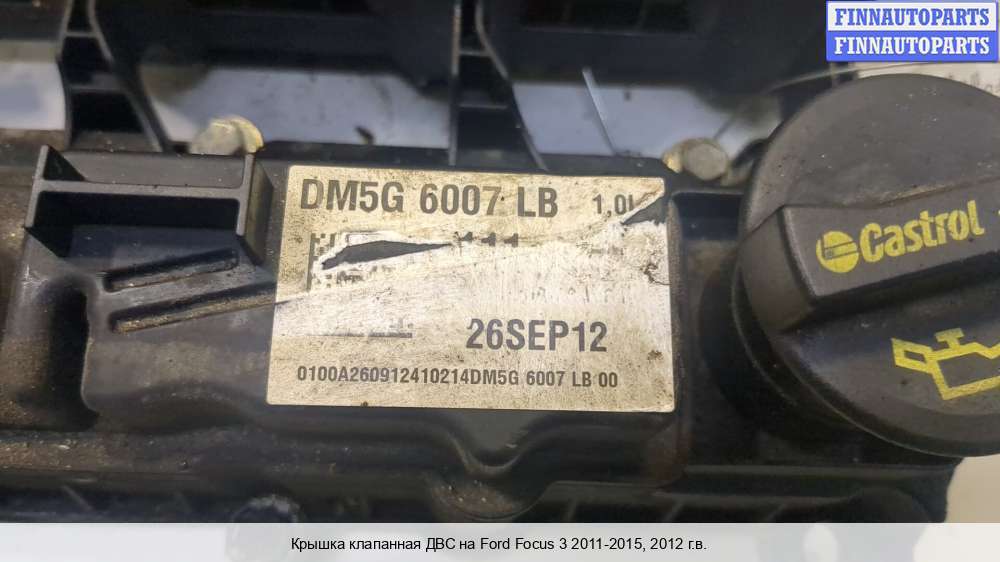 FINNAUTOPARTS
FINNAUTOPARTS
DM5G 6007 LB 1,0L
Castrol
26SEP12
0100A260912410214DM5G 6007 LB 00
Крышка клапанная ДВС на Ford Focus 3 2011-2015, 2012 г.в.